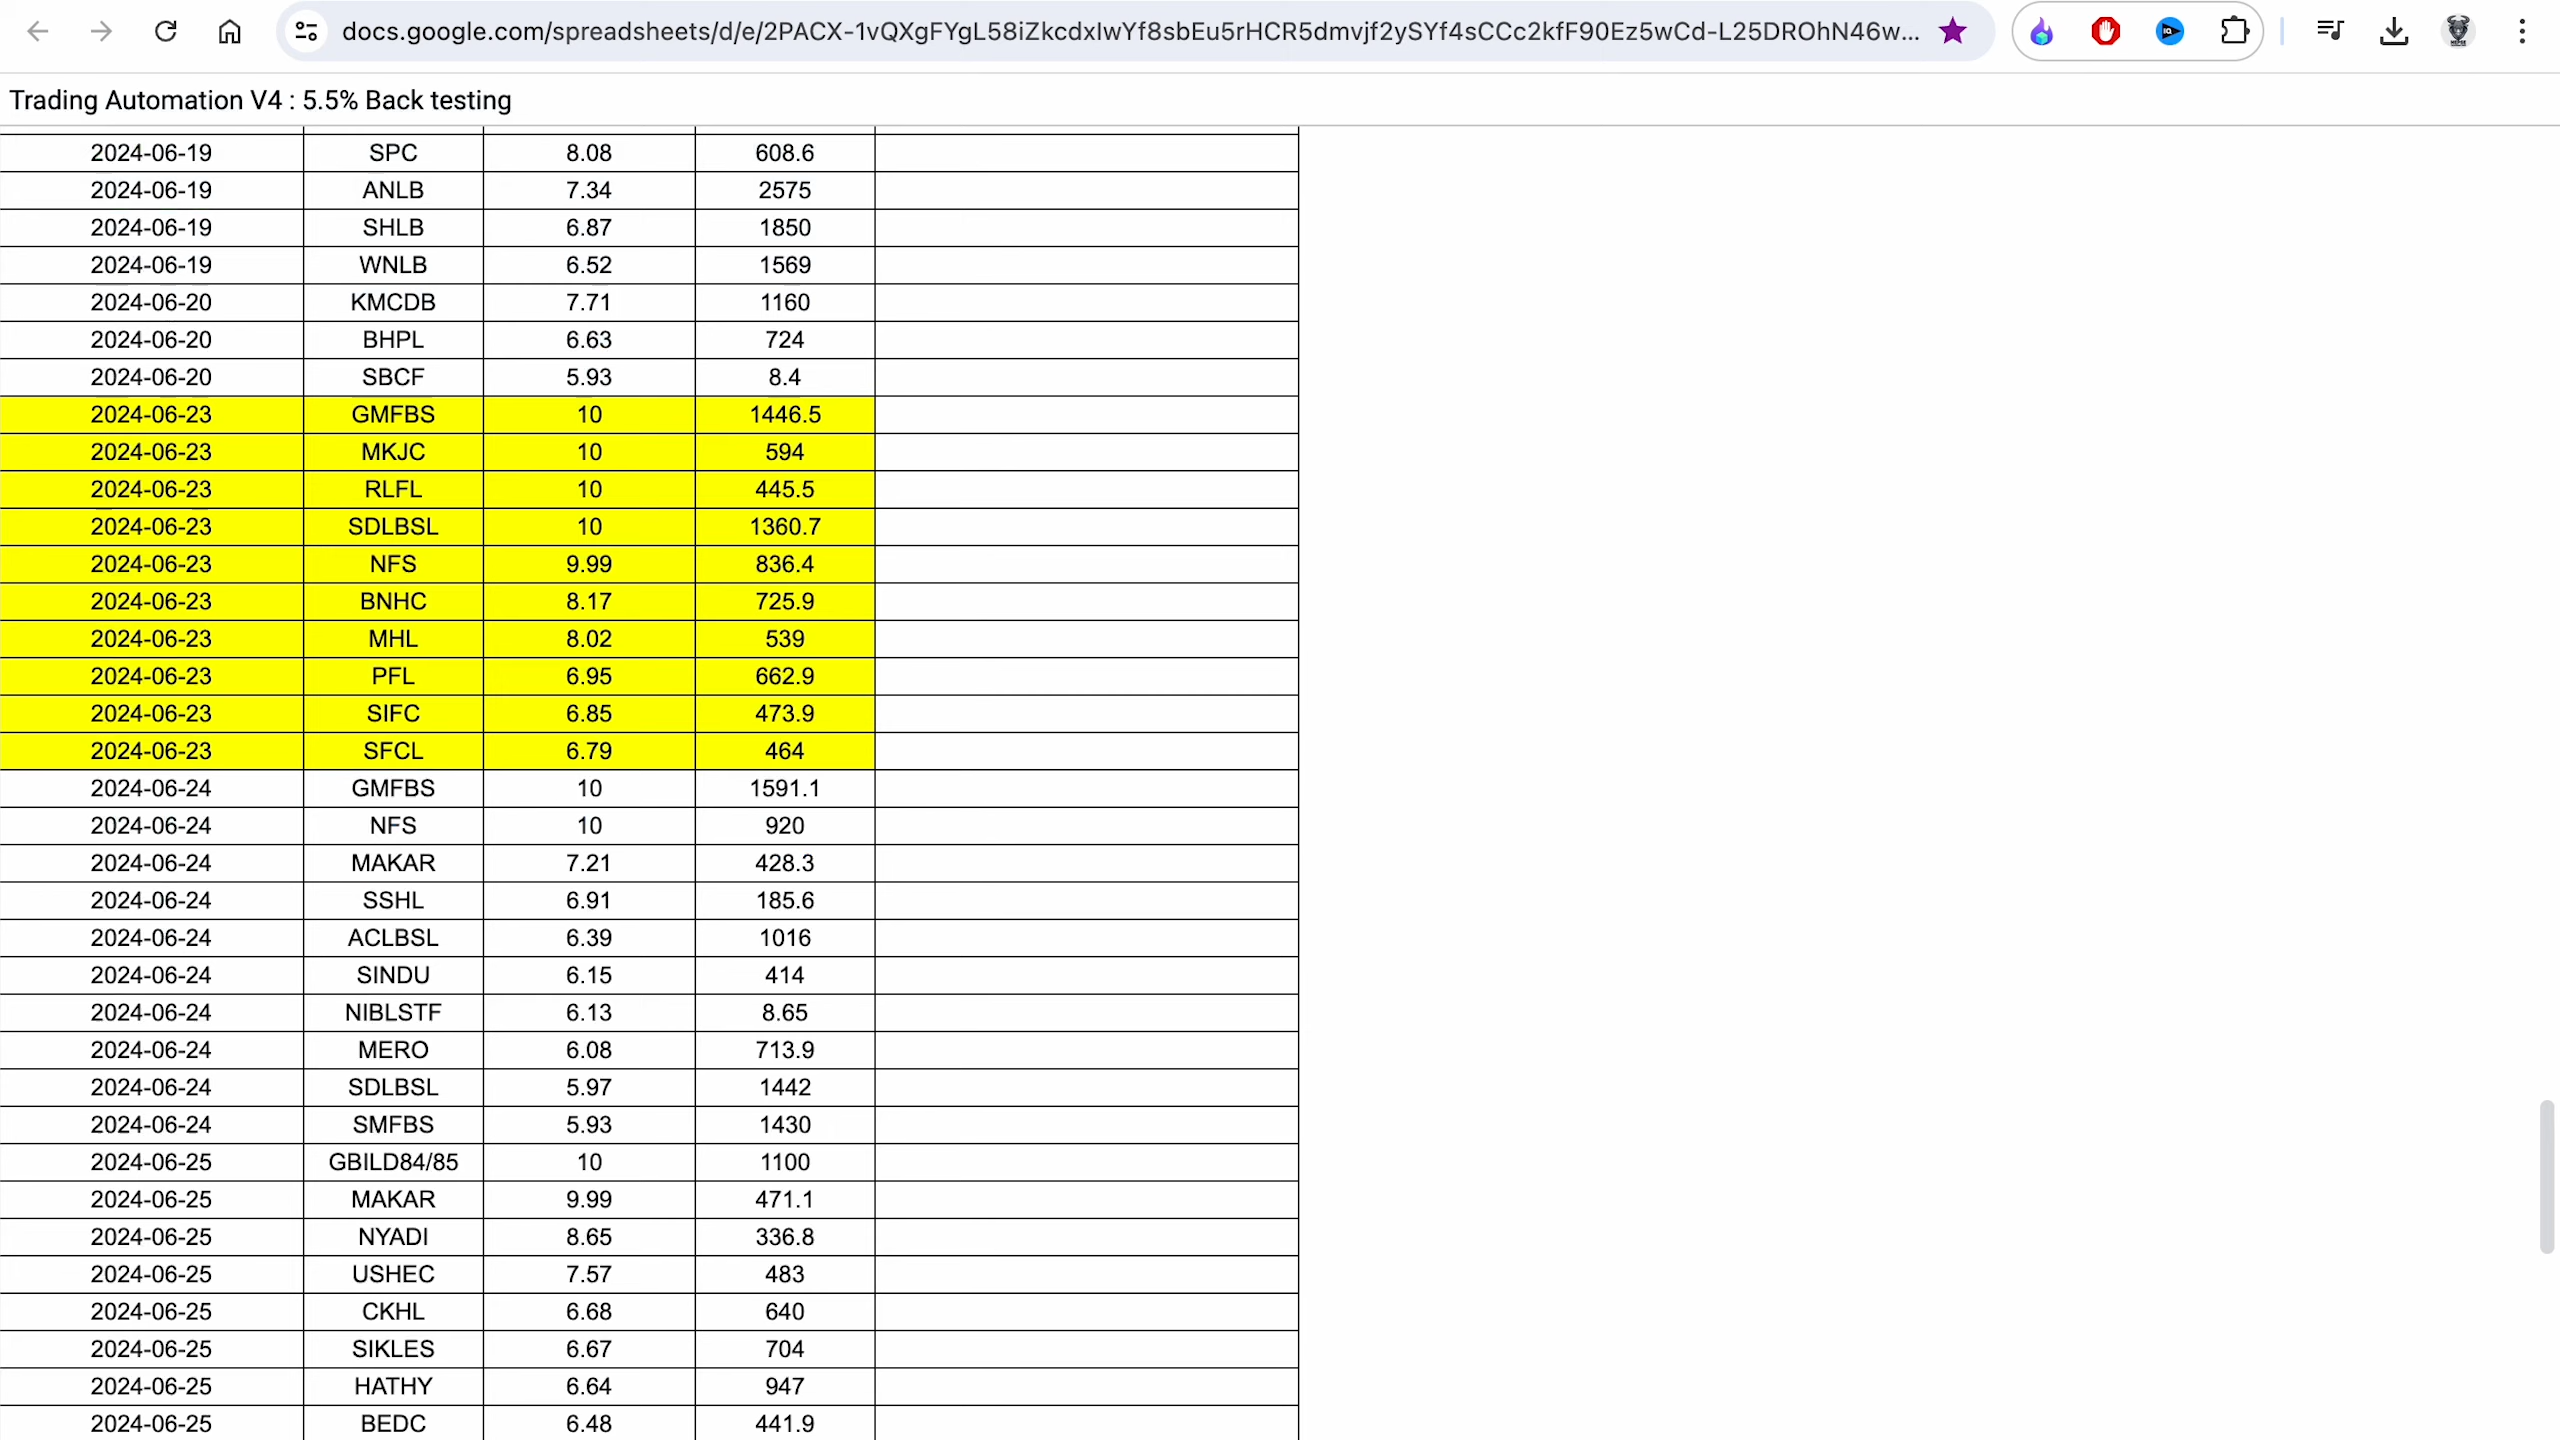 docs.google.com/spreadsheets/d/e/2PACX-1vQXgFYgL58iZkcdxIwYf8sbEu5rHCR5dmvjf2ySYf4sCCc2kfF90Ez5wCd-L25DROhN46w...
Trading Automation V4 : 5.5% Back testing
2024-06-19 SPC 8.08 608.6
2024-06-19 ANLB 7.34 2575
2024-06-19 SHLB 6.87 1850
2024-06-19 WNLB 6.52 1569
2024-06-20 KMCDB 7.71 1160
2024-06-20 BHPL 6.63 724
2024-06-20 SBCF 5.93 8.4
2024-06-23 GMFBS 10 1446.5
2024-06-23 MKJC 10 594
2024-06-23 RLFL 10 445.5
2024-06-23 SDLBSL 10 1360.7
2024-06-23 NFS 9.99 836.4
2024-06-23 BNHC 8.17 725.9
2024-06-23 MHL 8.02 539
2024-06-23 PFL 6.95 662.9
2024-06-23 SIFC 6.85 473.9
2024-06-23 SFCL 6.79 464
2024-06-24 GMFBS 10 1591.1
2024-06-24 NFS 10 920
2024-06-24 MAKAR 7.21 428.3
2024-06-24 SSHL 6.91 185.6
2024-06-24 ACLBSL 6.39 1016
2024-06-24 SINDU 6.15 414
2024-06-24 NIBLSTF 6.13 8.65
2024-06-24 MERO 6.08 713.9
2024-06-24 SDLBSL 5.97 1442
2024-06-24 SMFBS 5.93 1430
2024-06-25 GBILD84/85 10 1100
2024-06-25 MAKAR 9.99 471.1
2024-06-25 NYADI 8.65 336.8
2024-06-25 USHEC 7.57 483
2024-06-25 CKHL 6.68 640
2024-06-25 SIKLES 6.67 704
2024-06-25 HATHY 6.64 947
2024-06-25 BEDC 6.48 441.9